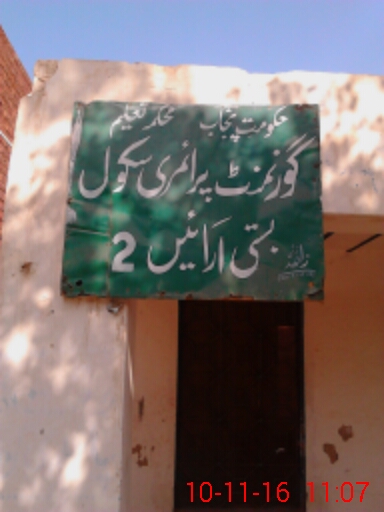 حکومت پنجاب محکمہ تعلیم
گورنمنٹ پرائمری سکول
بستی ارائیں 2
10-11-16 11:07